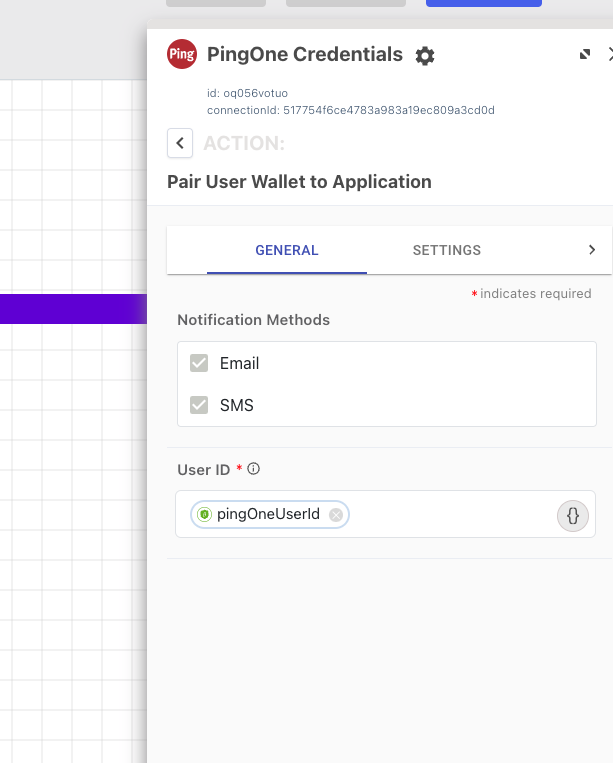 Ping PingOne Credentials
id: oq056votuo
connectionId: 517754f6ce4783a983a19ec809a3cd0d
ACTION:
Pair User Wallet to Application
GENERAL SETTINGS
* indicates required
Notification Methods
Email
SMS
User ID *
pingOneUserId {}